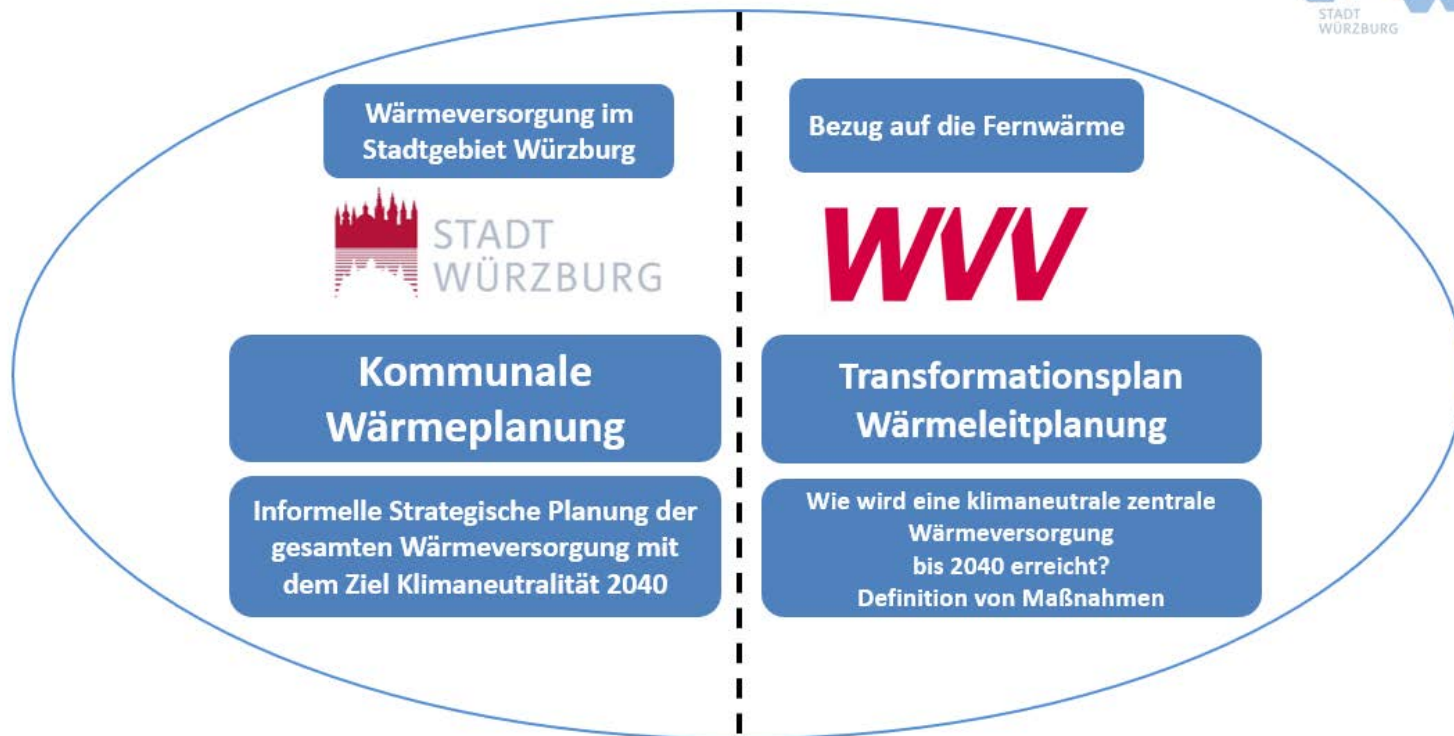 STADT
WÜRZBURG
Wärmeversorgung im
Stadtgebiet Würzburg
STADT
WÜRZBURG
Kommunale
Wärmeplanung
Informelle Strategische Planung der
gesamten Wärmeversorgung mit
dem Ziel Klimaneutralität 2040
Bezug auf die Fernwärme
WVV
Transformationsplan
Wärmeleitplanung
Wie wird eine klimaneutrale zentrale
Wärmeversorgung
bis 2040 erreicht?
Definition von Maßnahmen